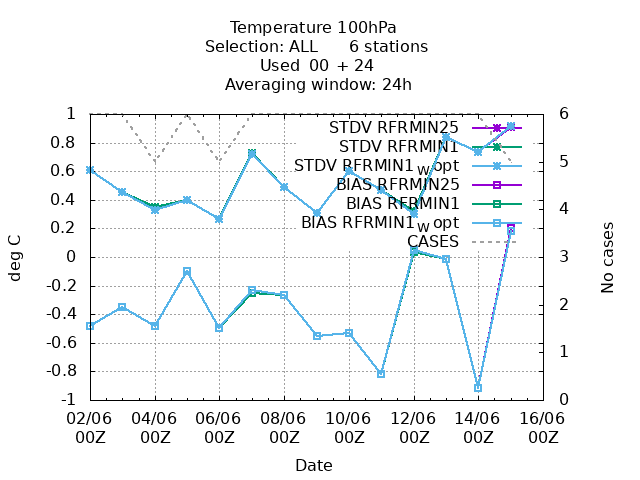 Temperature 100hPa
Selection: ALL 6 stations
Used 00 + 24
Averaging window: 24h
1 6
STDV RFRMIN25
0.8
STDV RFRMIN1
5
STDV RFRMIN1 W opt
0.6
BIAS RFRMIN25
0.4
BIAS RFRMIN1
4
0.2
BIAS RFRMIN1 W opt
CASES
0 3
-0.2
2
-0.4
-0.6
1
-0.8
-1 0
deg C
No cases
02/06 04/06 06/06 08/06 10/06 12/06 14/06 16/06
00Z 00Z 00Z 00Z 00Z 00Z 00Z 00Z
Date